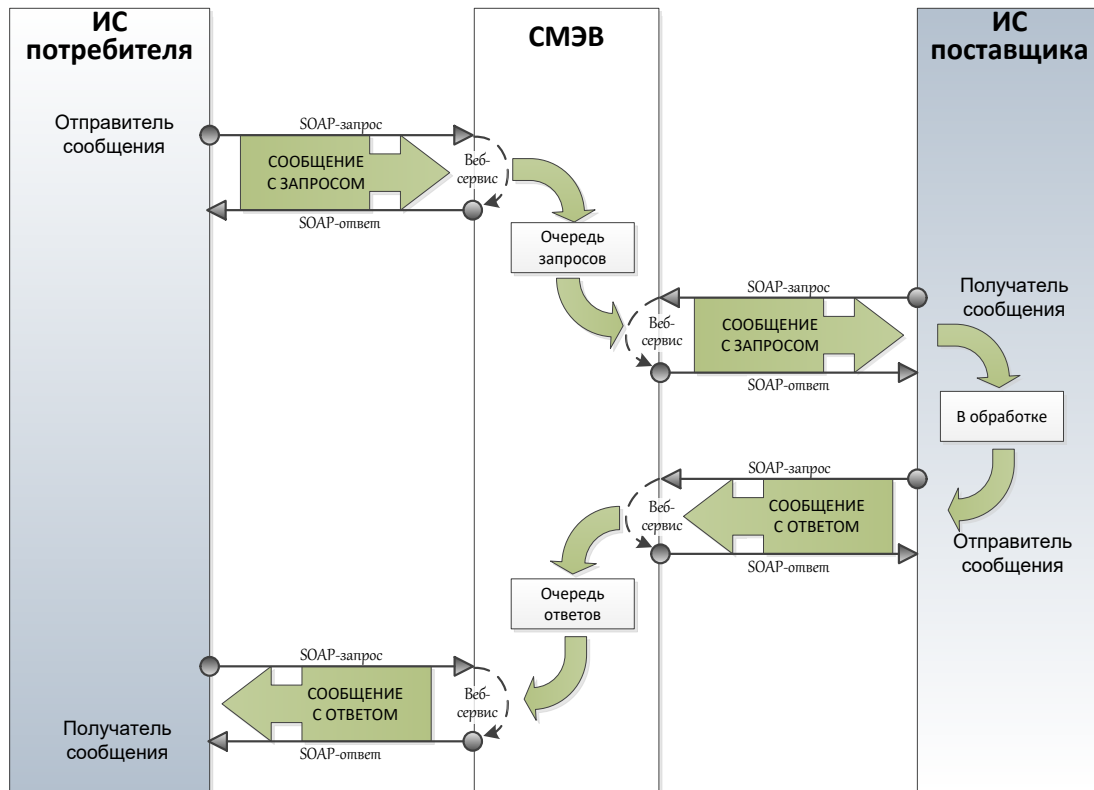 ИС
потребителя
СМЭВ
ИС
поставщика
Отправитель
сообщения
SOAP-запрос
СООБЩЕНИЕ
С ЗАПРОСОМ
Веб-
сервис
SOAP-ответ
Очередь
запросов
SOAP-запрос
Получатель
сообщения
Веб-
сервис
СООБЩЕНИЕ
С ЗАПРОСОМ
SOAP-ответ
В обработке
SOAP-запрос
Веб-
сервис
СООБЩЕНИЕ
С ОТВЕТОМ
Отправитель
сообщения
SOAP-ответ
Очередь
ответов
SOAP-запрос
СООБЩЕНИЕ
С ОТВЕТОМ
Веб-
сервис
Получатель
сообщения
SOAP-ответ